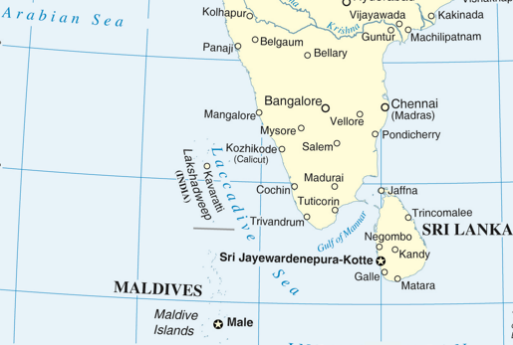 Arabian Sea
Kolhapur
Krishna
Vijayawada
Kakinada
Guntur
Machilipatnam
Panaji
Belgaum
Bellary
Bangalore
Chennai
(Madras)
Mangalore
Vellore
Mysore
Pondicherry
Kozhikode
(Calicut)
Salem
Laccadive
Sea
Lakshadweep
(INDIA)
Kavaratti
Cochin
Madurai
Jaffna
Tuticorin
Trivandrum
Trincomalee
Gulf of Mannar
SRI LANKA
Negombo
Kandy
Sri Jayewardenepura-Kotte
Galle
Matara
MALDIVES
Maldive
Islands
Male